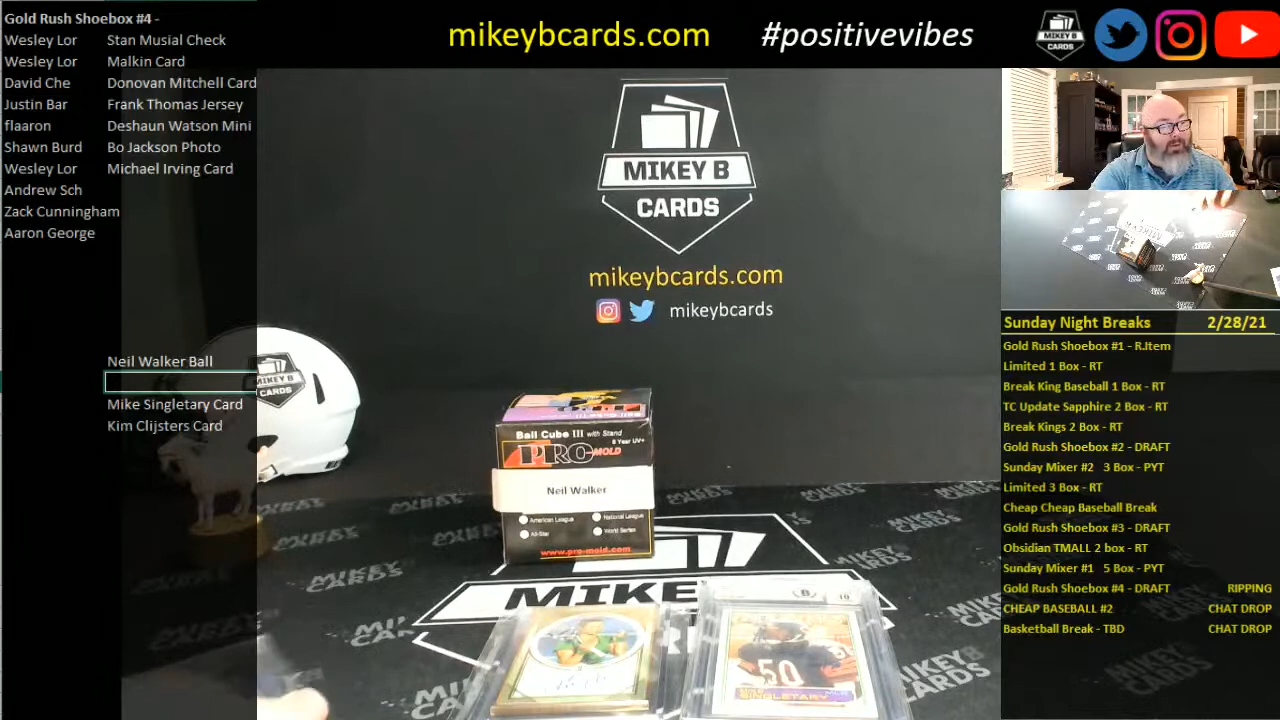 Gold Rush Shoebox #4 -
Wesley Lor Stan Musial Check
Wesley Lor Malkin Card
David Che Donovan Mitchell Card
Justin Bar Frank Thomas Jersey
flaaron Deshaun Watson Mini
Shawn Burd Bo Jackson Photo
Wesley Lor Michael Irving Card
Andrew Sch
Zack Cunningham
Aaron George
Neil Walker Ball
Mike Singletary Card
Kim Clijsters Card
mikeybcards.com #positivevibes
MIKEY B
CARDS
MIKEY B
CARDS
mikeybcards.com
mikeybcards
MIKEY B
CARDS
Ball Cube III with Stand
8 Year UV+
PRO-MOLD
Neil Walker
American League National League
All-Star World Series
www.pro-mold.com
MIKEY B
10
50
SINGLETARY
Sunday Night Breaks 2/28/21
Gold Rush Shoebox #1 - R.Item
Limited 1 Box - RT
Break King Baseball 1 Box - RT
TC Update Sapphire 2 Box - RT
Break Kings 2 Box - RT
Gold Rush Shoebox #2 - DRAFT
Sunday Mixer #2 3 Box - PYT
Limited 3 Box - RT
Cheap Cheap Baseball Break
Gold Rush Shoebox #3 - DRAFT
Obsidian TMALL 2 box - RT
Sunday Mixer #1 5 Box - PYT
Gold Rush Shoebox #4 - DRAFT RIPPING
CHEAP BASEBALL #2 CHAT DROP
Basketball Break - TBD CHAT DROP